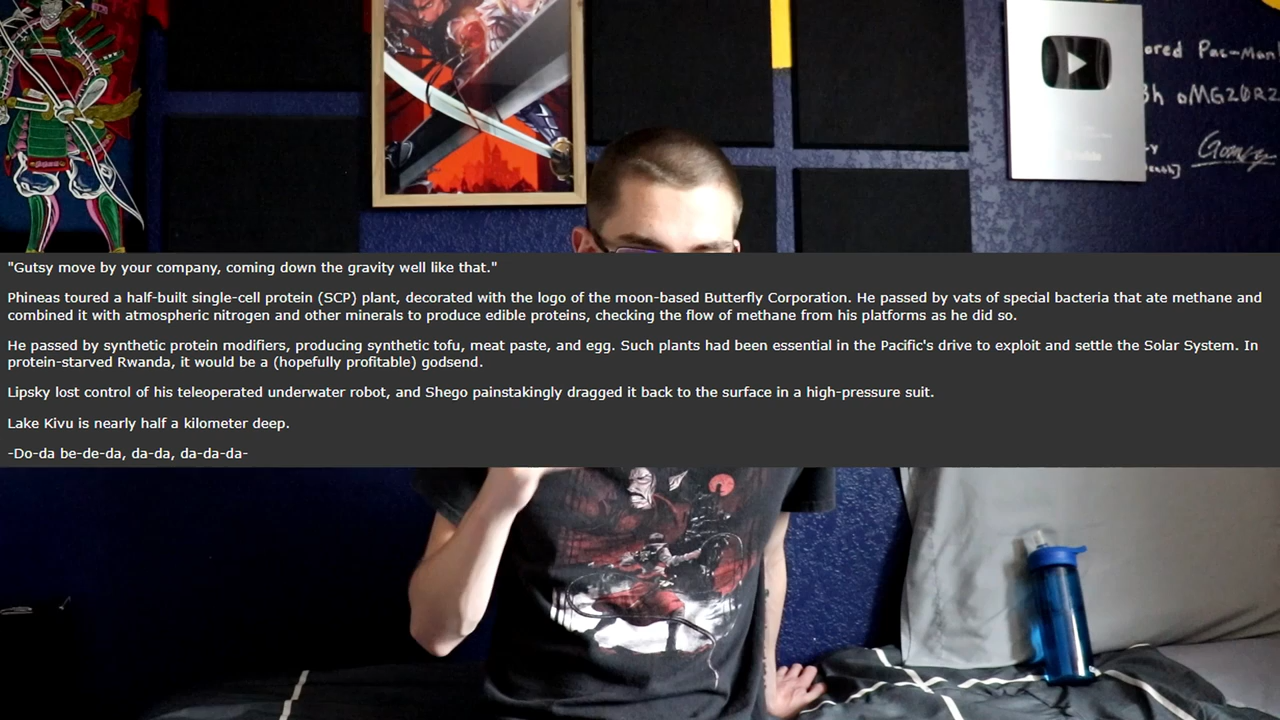 "Gutsy move by your company, coming down the gravity well like that."
Phineas toured a half-built single-cell protein (SCP) plant, decorated with the logo of the moon-based Butterfly Corporation. He passed by vats of special bacteria that ate methane and
combined it with atmospheric nitrogen and other minerals to produce edible proteins, checking the flow of methane from his platforms as he did so.
He passed by synthetic protein modifiers, producing synthetic tofu, meat paste, and egg. Such plants had been essential in the Pacific's drive to exploit and settle the Solar System. In
protein-starved Rwanda, it would be a (hopefully profitable) godsend.
Lipsky lost control of his teleoperated underwater robot, and Shego painstakingly dragged it back to the surface in a high-pressure suit.
Lake Kivu is nearly half a kilometer deep.
-Do-da be-de-da, da-da, da-da-da-
ored Pac-Man